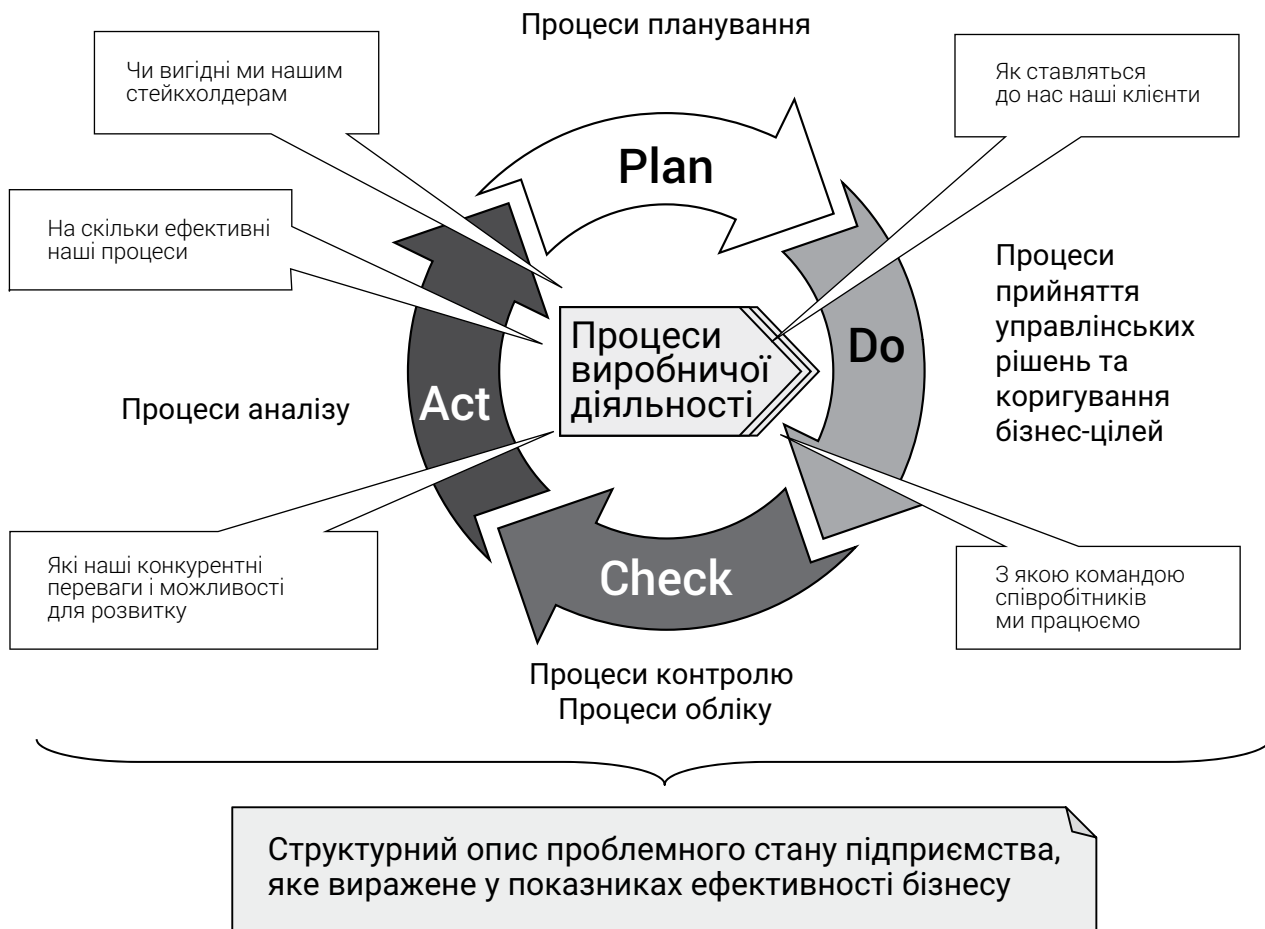 Процеси планування
Чи вигідні ми нашим
стейкхолдерам
Як ставляться
до нас наші клієнти
Plan
На скільки ефективні
наші процеси
Процеси
прийняття
управлінських
рішень та
коригування
бізнес-цілей
Процеси
виробничої
діяльності
Do
Act
Процеси аналізу
Які наші конкурентні
переваги і можливості
для розвитку
Check
З якою командою
співробітників
ми працюємо
Процеси контролю
Процеси обліку
Структурний опис проблемного стану підприємства,
яке виражене у показниках ефективності бізнесу